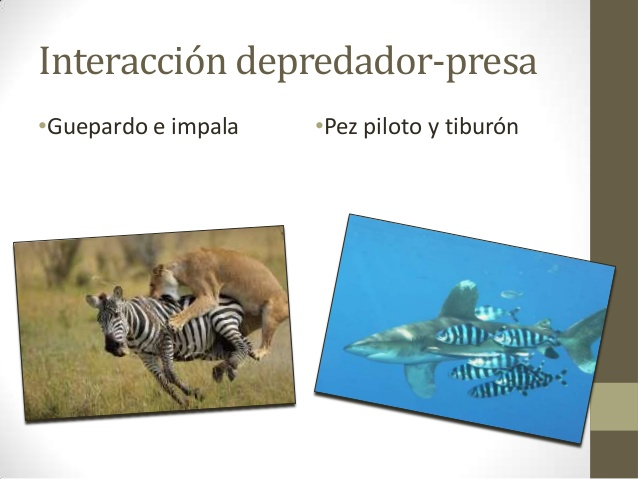 Interacción depredador-presa
•Guepardo e impala
•Pez piloto y tiburón